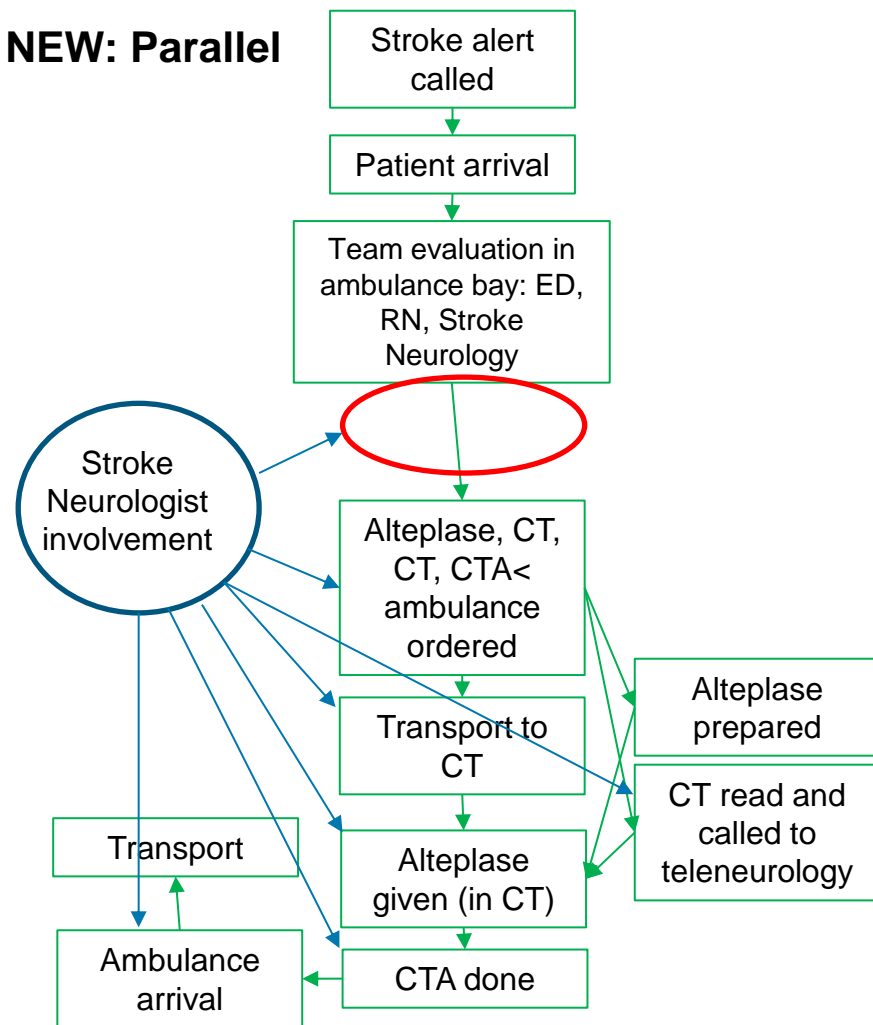 NEW: Parallel
Stroke alert
called
Patient arrival
Team evaluation in
ambulance bay: ED,
RN, Stroke
Neurology
Stroke
Neurologist
involvement
Alteplase, CT,
CT, CTA<
ambulance
ordered
Alteplase
prepared
Transport to
CT
CT read and
called to
teleneurology
Transport
Alteplase
given (in CT)
Ambulance
arrival
CTA done